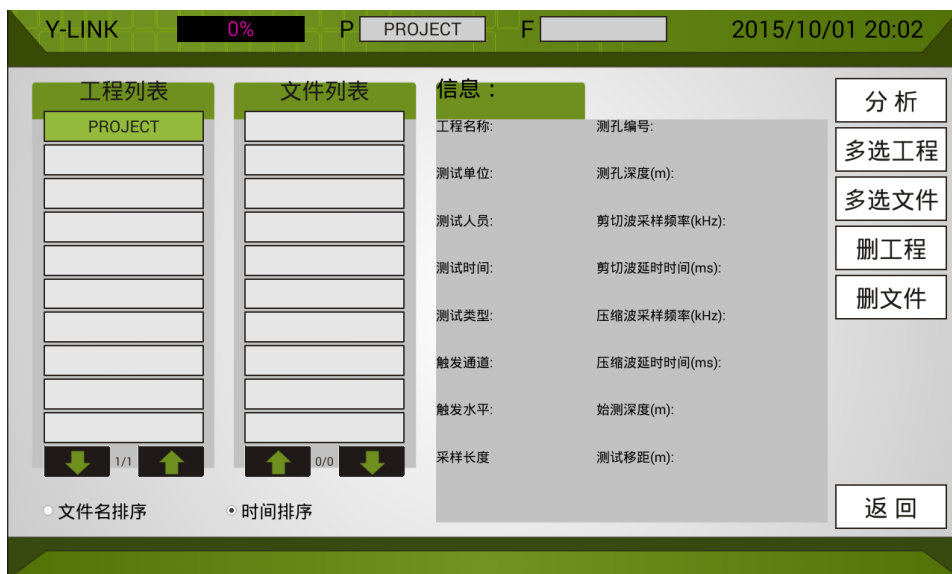 Y-LINK 0% P PROJECT F 2015/10/01 20:02
工程列表
PROJECT
1/1
文件列表
0/0
文件名排序 时间排序
信息：
工程名称: 测孔编号:
测试单位: 测孔深度(m):
测试人员: 剪切波采样频率(kHz):
测试时间: 剪切波延时时间(ms):
测试类型: 压缩波采样频率(kHz):
触发通道: 压缩波延时时间(ms):
触发水平: 始测深度(m):
采样长度 测试移距(m):
分析
多选工程
多选文件
删工程
删文件
返回